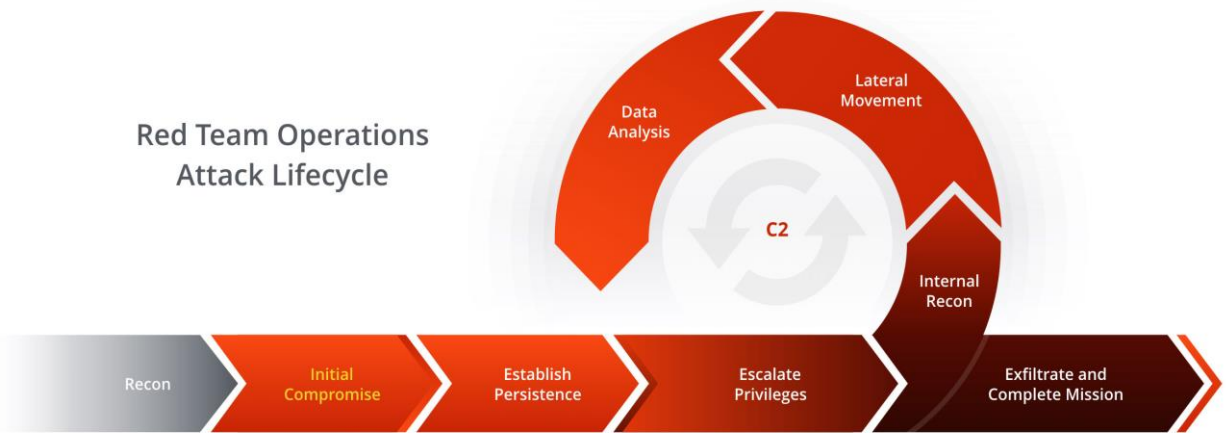 Red Team Operations
Attack Lifecycle
Data
Analysis
Lateral
Movement
C2
Internal
Recon
Recon
Initial
Compromise
Establish
Persistence
Escalate
Privileges
Exfiltrate and
Complete Mission